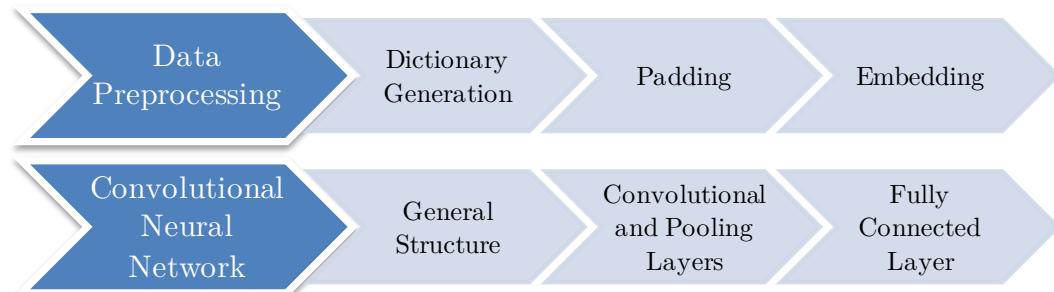 Data
Preprocessing
Dictionary
Generation
Padding
Embedding
Convolutional
Neural
Network
General
Structure
Convolutional
and Pooling
Layers
Fully
Connected
Layer